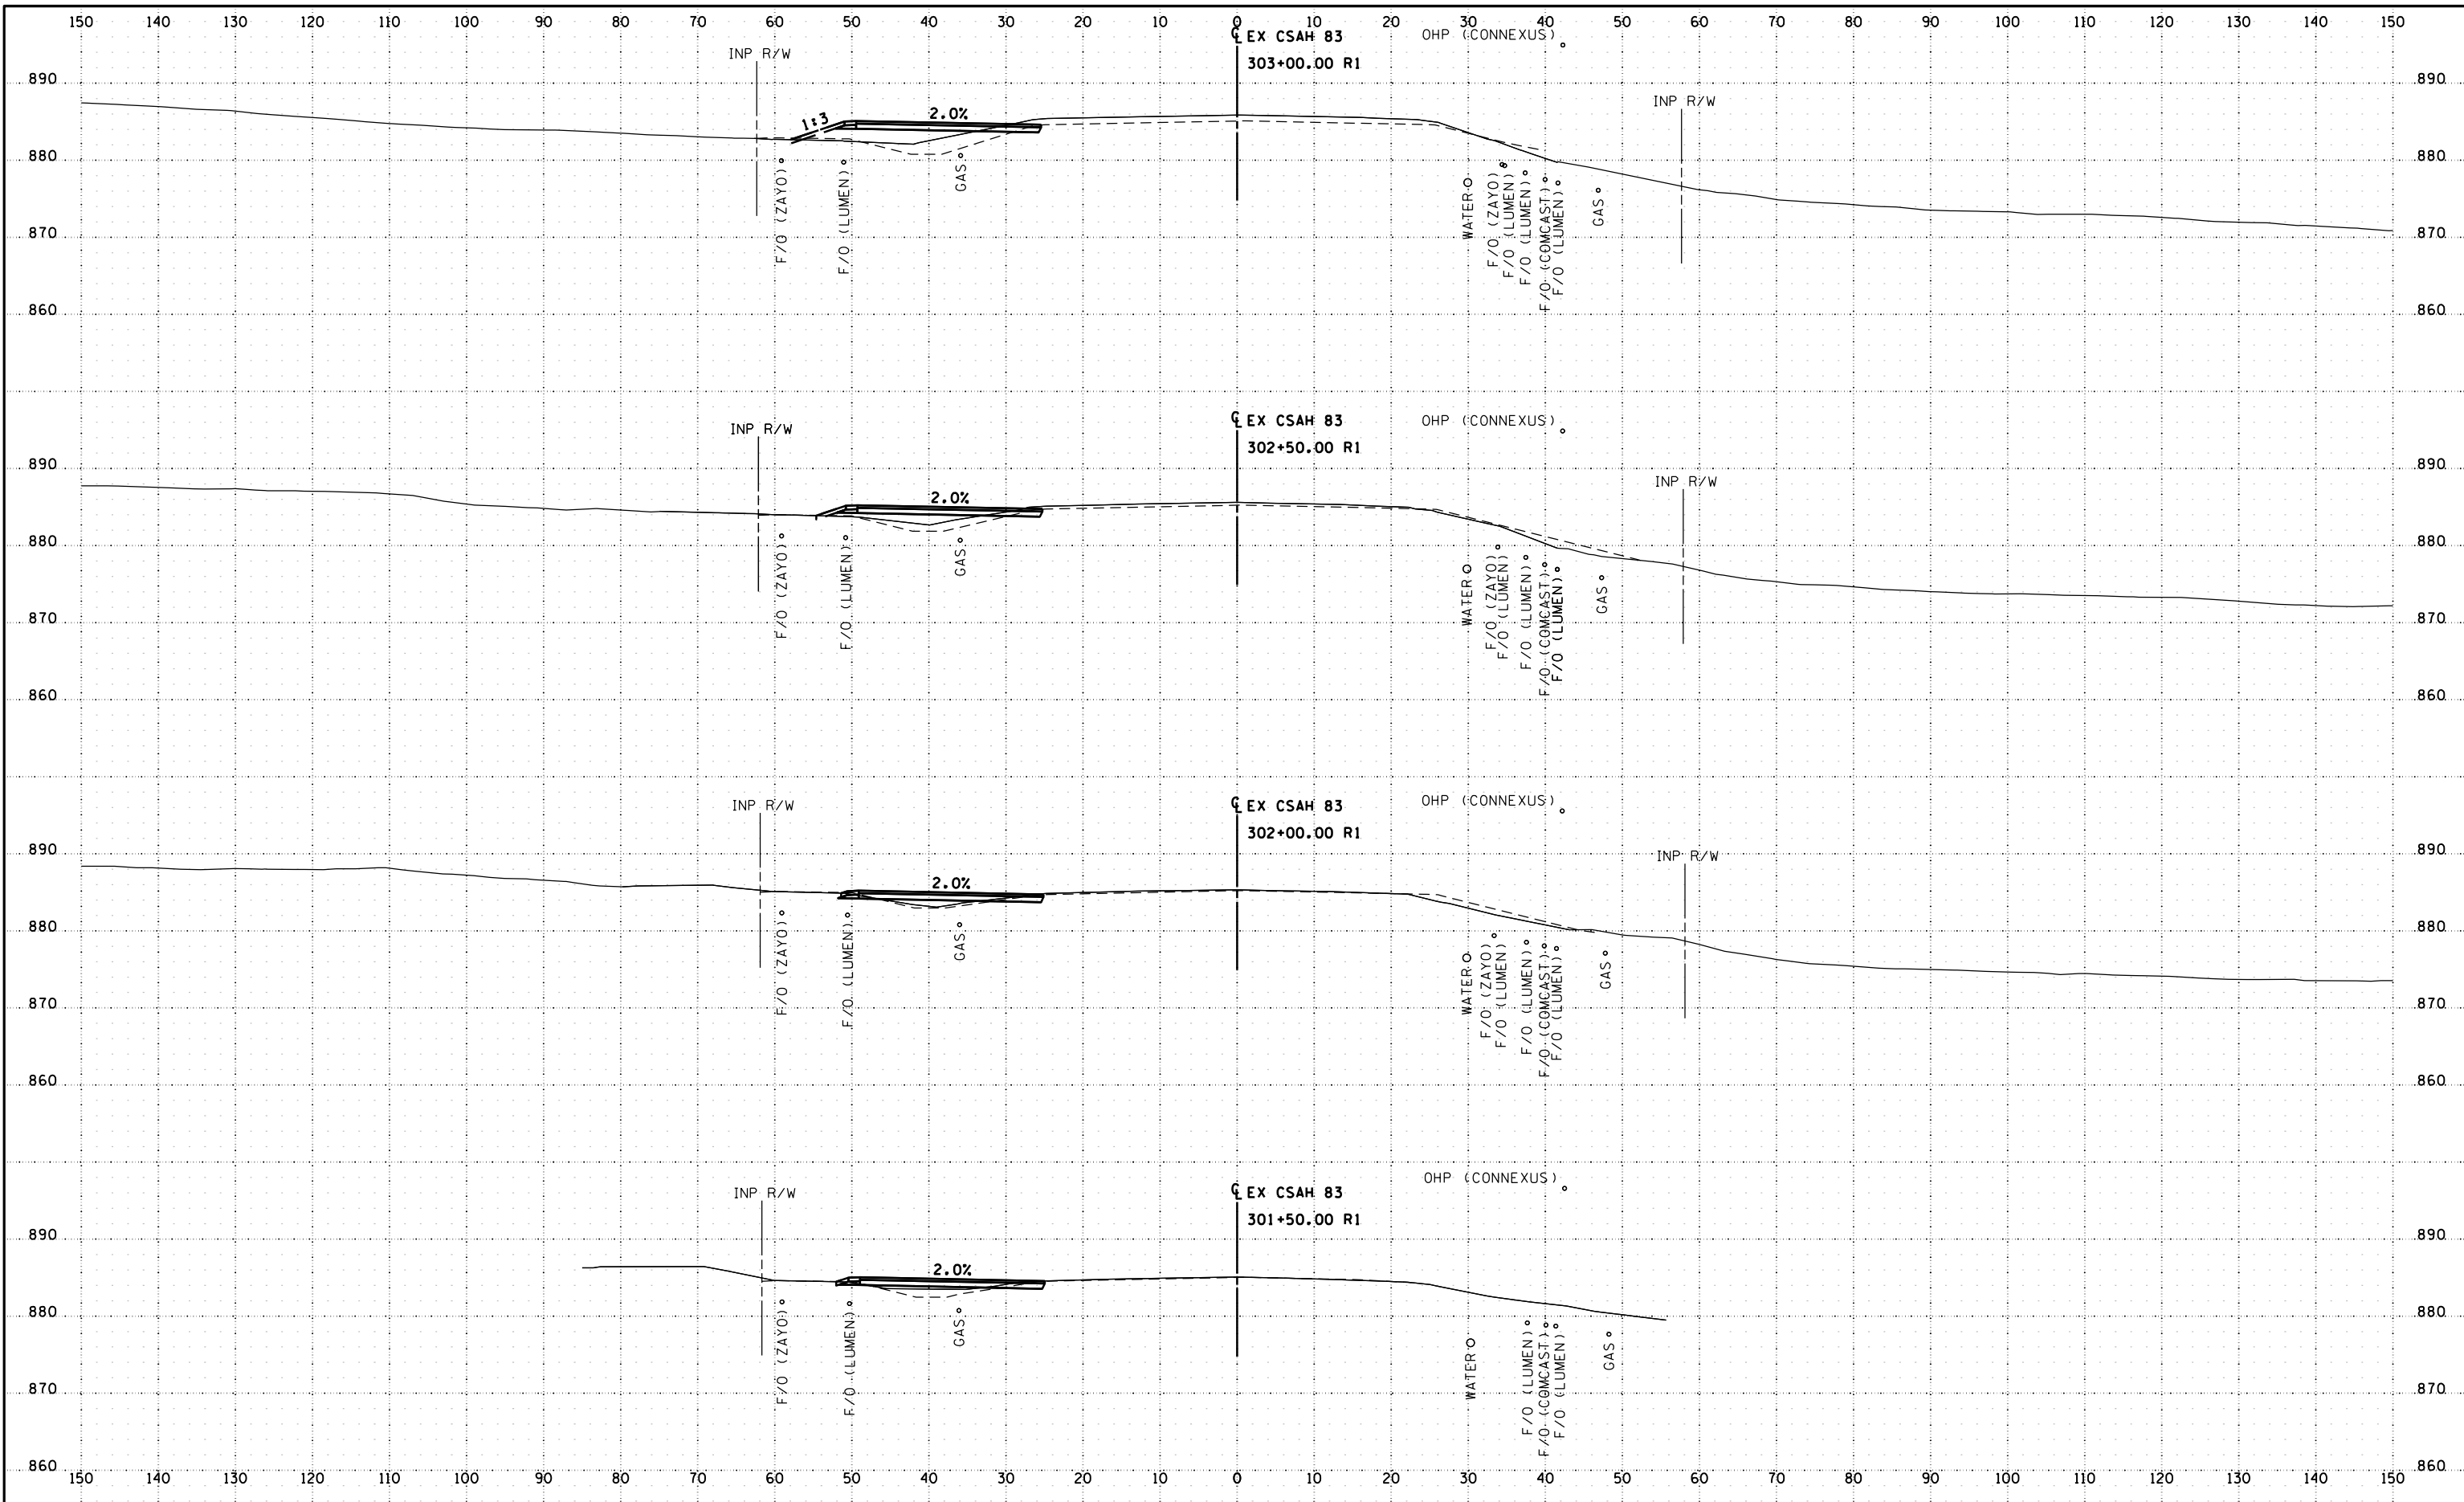 150 140 130 120 110 100 90 80 70 60 50 40 30 20 10 0 10 20 30 40 50 60 70 80 90 100 110 120 130 140 150
INP R/W
℄ EX CSAH 83
303+00.00 R1
OHP (CONNEXUS)
890
890
INP R/W
1:3
2.0%
880
880
F/O (ZAYO)
F/O (LUMEN)
GAS
WATER
F/O (ZAYO)
F/O (LUMEN)
F/O (LUMEN)
F/O (COMCAST)
F/O (LUMEN)
GAS
870
870
860
860
INP R/W
℄ EX CSAH 83
302+50.00 R1
OHP (CONNEXUS)
890
890
INP R/W
2.0%
880
880
F/O (ZAYO)
F/O (LUMEN)
GAS
WATER
F/O (ZAYO)
F/O (LUMEN)
F/O (LUMEN)
F/O (COMCAST)
F/O (LUMEN)
GAS
870
870
860
860
INP R/W
℄ EX CSAH 83
302+00.00 R1
OHP (CONNEXUS)
890
890
INP R/W
2.0%
880
880
F/O (ZAYO)
F/O (LUMEN)
GAS
WATER
F/O (ZAYO)
F/O (LUMEN)
F/O (LUMEN)
F/O (COMCAST)
F/O (LUMEN)
GAS
870
870
860
860
INP R/W
℄ EX CSAH 83
301+50.00 R1
OHP (CONNEXUS)
890
890
2.0%
880
880
F/O (ZAYO)
F/O (LUMEN)
GAS
WATER
F/O (LUMEN)
F/O (COMCAST)
F/O (LUMEN)
GAS
870
870
860
860
150 140 130 120 110 100 90 80 70 60 50 40 30 20 10 0 10 20 30 40 50 60 70 80 90 100 110 120 130 140 150